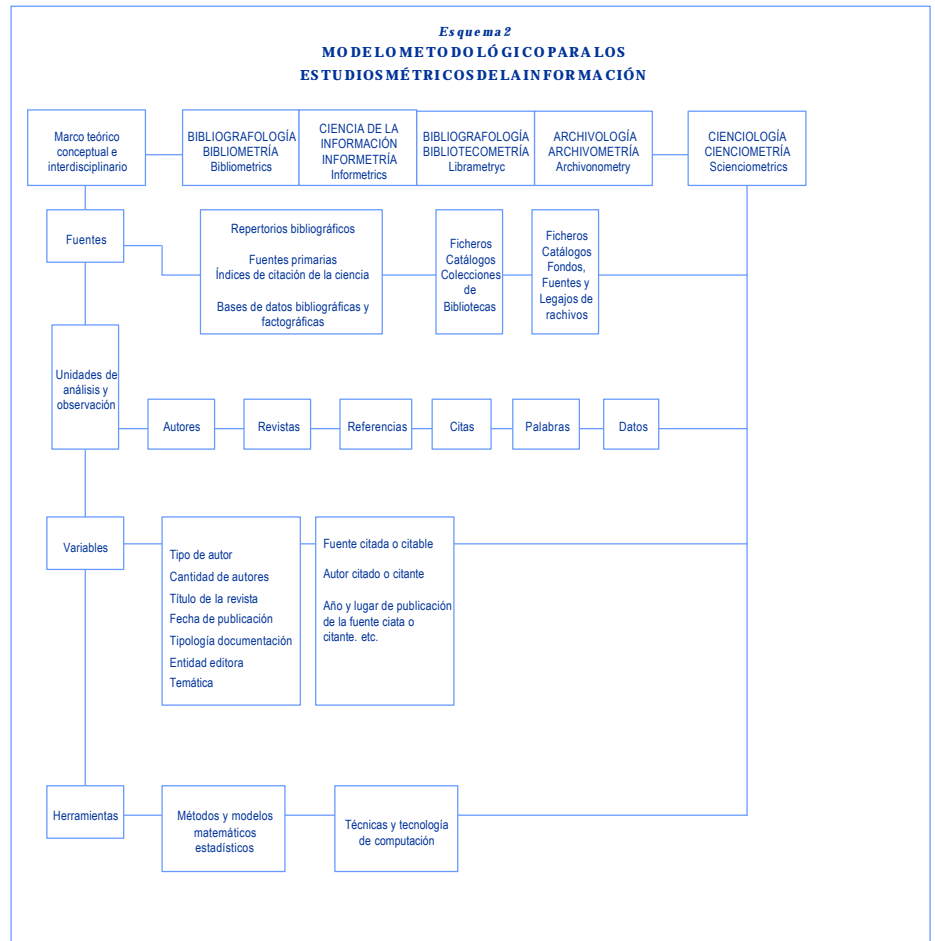 Esquema 2
MODELO METODOLÓGICO PARA LOS
ESTUDIOS MÉTRICOS DE LA INFORMACIÓN
Marco teórico
conceptual e
interdisciplinario
BIBLIOGRAFOLOGÍA
BIBLIOMETRÍA
Bibliometrics
CIENCIA DE LA
INFORMACIÓN
INFORMETRÍA
Informetrics
BIBLIOGRAFOLOGÍA
BIBLIOTECOMETRÍA
Librametryc
ARCHIVOLOGÍA
ARCHIVOMETRÍA
Archivonometry
CIENCIOLOGÍA
CIENCIOMETRÍA
Scienciometrics
Fuentes
Repertorios bibliográficos
Fuentes primarias
Índices de citación de la ciencia
Bases de datos bibliográficas y
factográficas
Ficheros
Catálogos
Colecciones
de
Bibliotecas
Ficheros
Catálogos
Fondos,
Fuentes y
Legajos de
rachivos
Unidades de
análisis y
observación
Autores
Revistas
Referencias
Citas
Palabras
Datos
Variables
Tipo de autor
Cantidad de autores
Título de la revista
Fecha de publicación
Tipología documentación
Entidad editora
Temática
Fuente citada o citable
Autor citado o citante
Año y lugar de publicación
de la fuente ciata o
citante. etc.
Herramientas
Métodos y modelos
matemáticos
estadísticos
Técnicas y tecnología
de computación